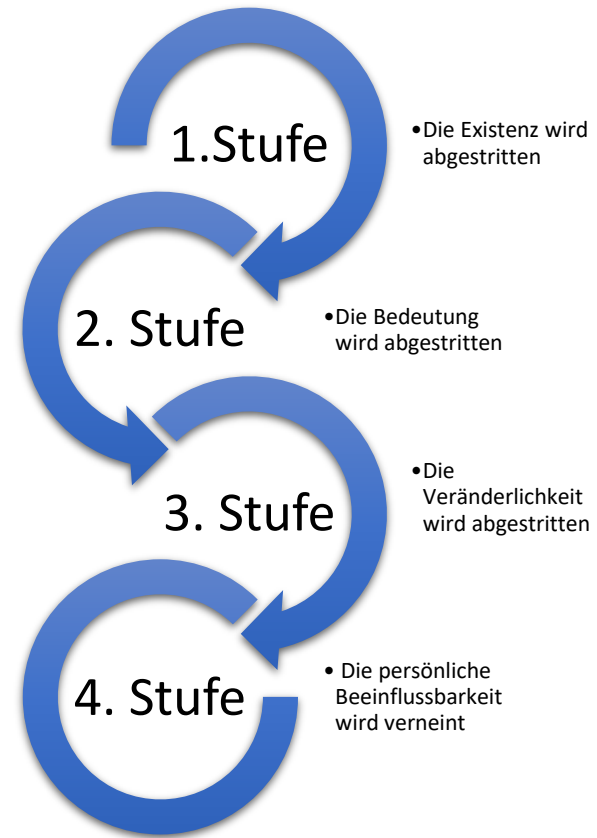 1.Stufe
•Die Existenz wird
abgestritten
2. Stufe
•Die Bedeutung
wird abgestritten
3. Stufe
•Die
Veränderlichkeit
wird abgestritten
4. Stufe
• Die persönliche
Beeinflussbarkeit
wird verneint